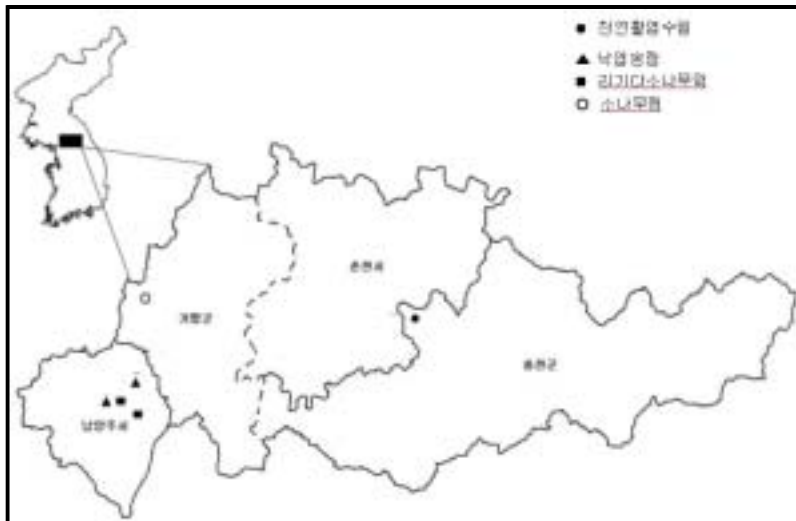 천연활엽수림
낙엽송림
리기다소나무림
소나무림
춘천시
가평군
홍천군
남양주시